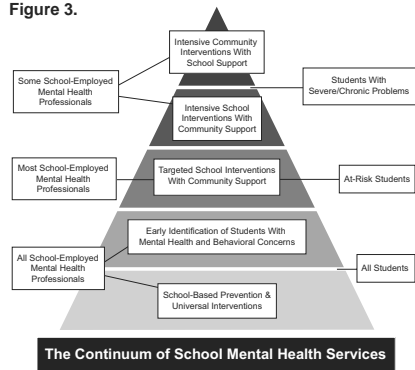 Figure 3.
Intensive Community
Interventions With
School Support
Some School-Employed
Mental Health
Professionals
Students With
Severe/Chronic Problems
Intensive School
Interventions With
Community Support
Most School-Employed
Mental Health
Professionals
Targeted School Interventions
With Community Support
At-Risk Students
Early Identification of Students With
Mental Health and Behavioral Concerns
All School-Employed
Mental Health
Professionals
All Students
School-Based Prevention &
Universal Interventions
The Continuum of School Mental Health Services